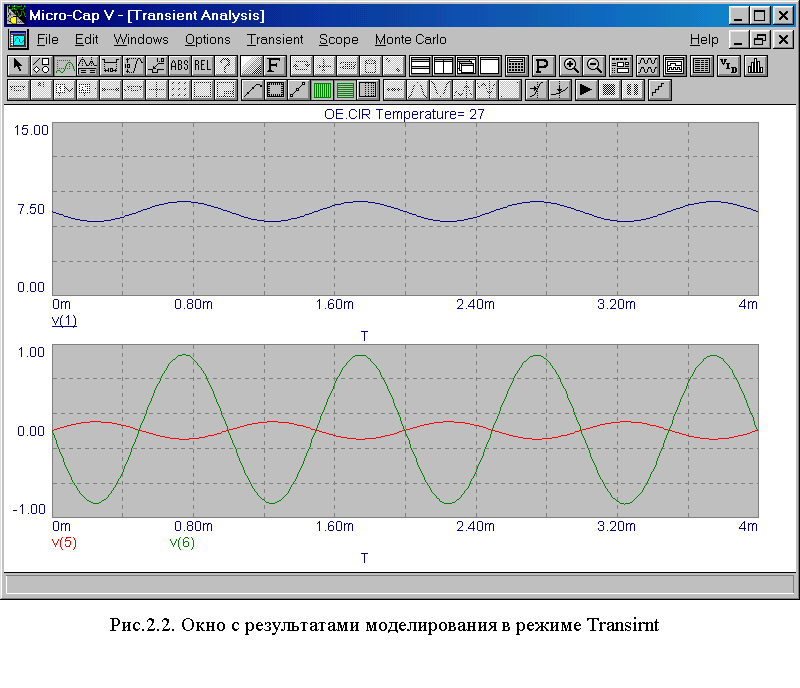 Micro-Cap V - [Transient Analysis]
File Edit Windows Options Transient Scope Monte Carlo Help
F ABS REL ? P
OE.CIR Temperature= 27
15.00
7.50
0.00
0m 0.80m 1.60m 2.40m 3.20m 4m
v(1)
T
1.00
0.00
-1.00
0m 0.80m 1.60m 2.40m 3.20m 4m
v(5) v(6)
T
Рис.2.2. Окно с результатами моделирования в режиме Transirnt